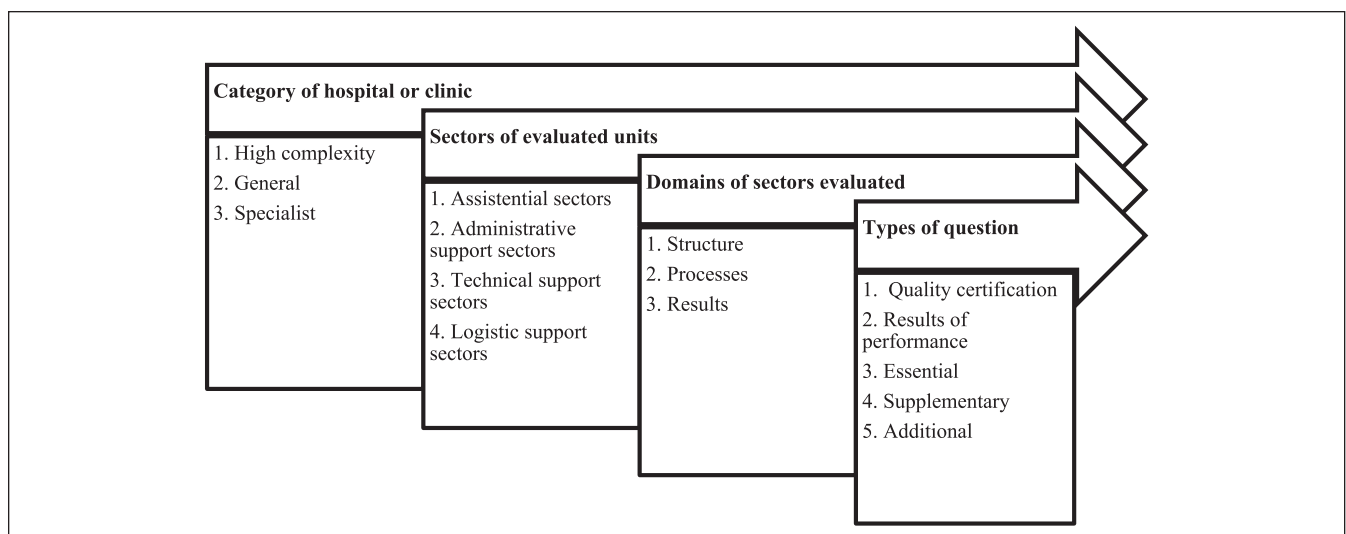 Category of hospital or clinic
1. High complexity
2. General
3. Specialist
Sectors of evaluated units
1. Assistential sectors
2. Administrative
support sectors
3. Technical support
sectors
4. Logistic support
sectors
Domains of sectors evaluated
1. Structure
2. Processes
3. Results
Types of question
1. Quality certification
2. Results of
performance
3. Essential
4. Supplementary
5. Additional